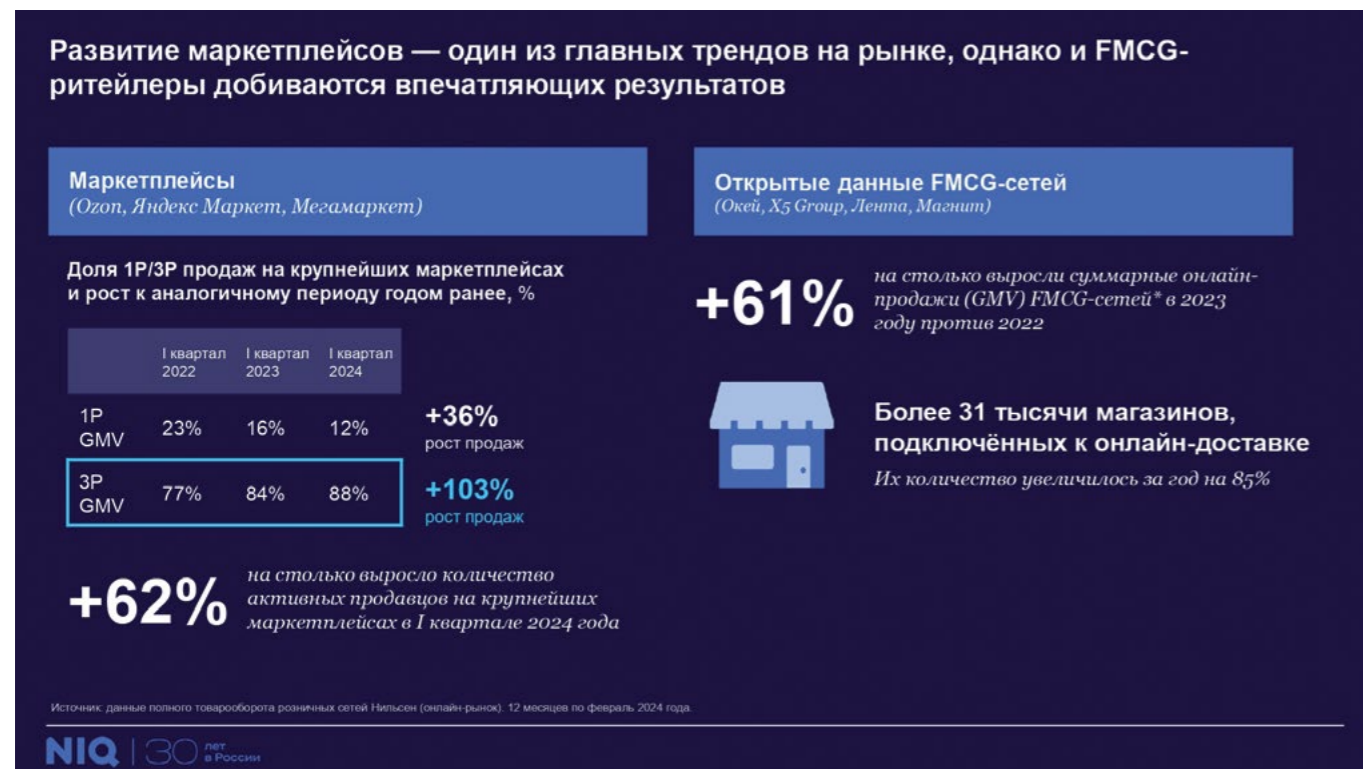 Развитие маркетплейсов — один из главных трендов на рынке, однако и FMCG-
ритейлеры добиваются впечатляющих результатов
Маркетплейсы
(Ozon, Яндекс Маркет, Мегамаркет)
Доля 1P/3P продаж на крупнейших маркетплейсах
и рост к аналогичному периоду годом ранее, %
I квартал 2022
I квартал 2023
I квартал 2024
1P GMV 23% 16% 12%
+36%
рост продаж
3P GMV 77% 84% 88%
+103%
рост продаж
+62%
на столько выросло количество
активных продавцов на крупнейших
маркетплейсах в I квартале 2024 года
Открытые данные FMCG-сетей
(Окей, X5 Group, Лента, Магнит)
+61%
на столько выросли суммарные онлайн-
продажи (GMV) FMCG-сетей* в 2023
году против 2022
Более 31 тысячи магазинов,
подключённых к онлайн-доставке
Их количество увеличилось за год на 85%
Источник: данные полного товарооборота розничных сетей Нильсен (онлайн-рынок). 12 месяцев по февраль 2024 года.
NIQ | 30 лет
в России